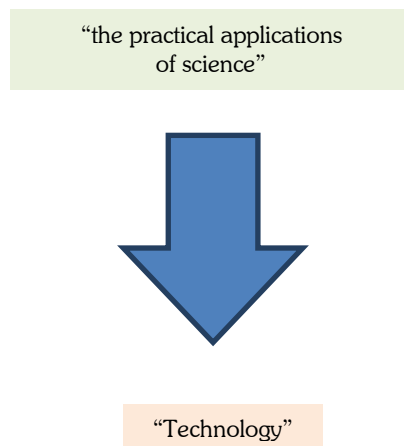 “the practical applications
of science”
“Technology”